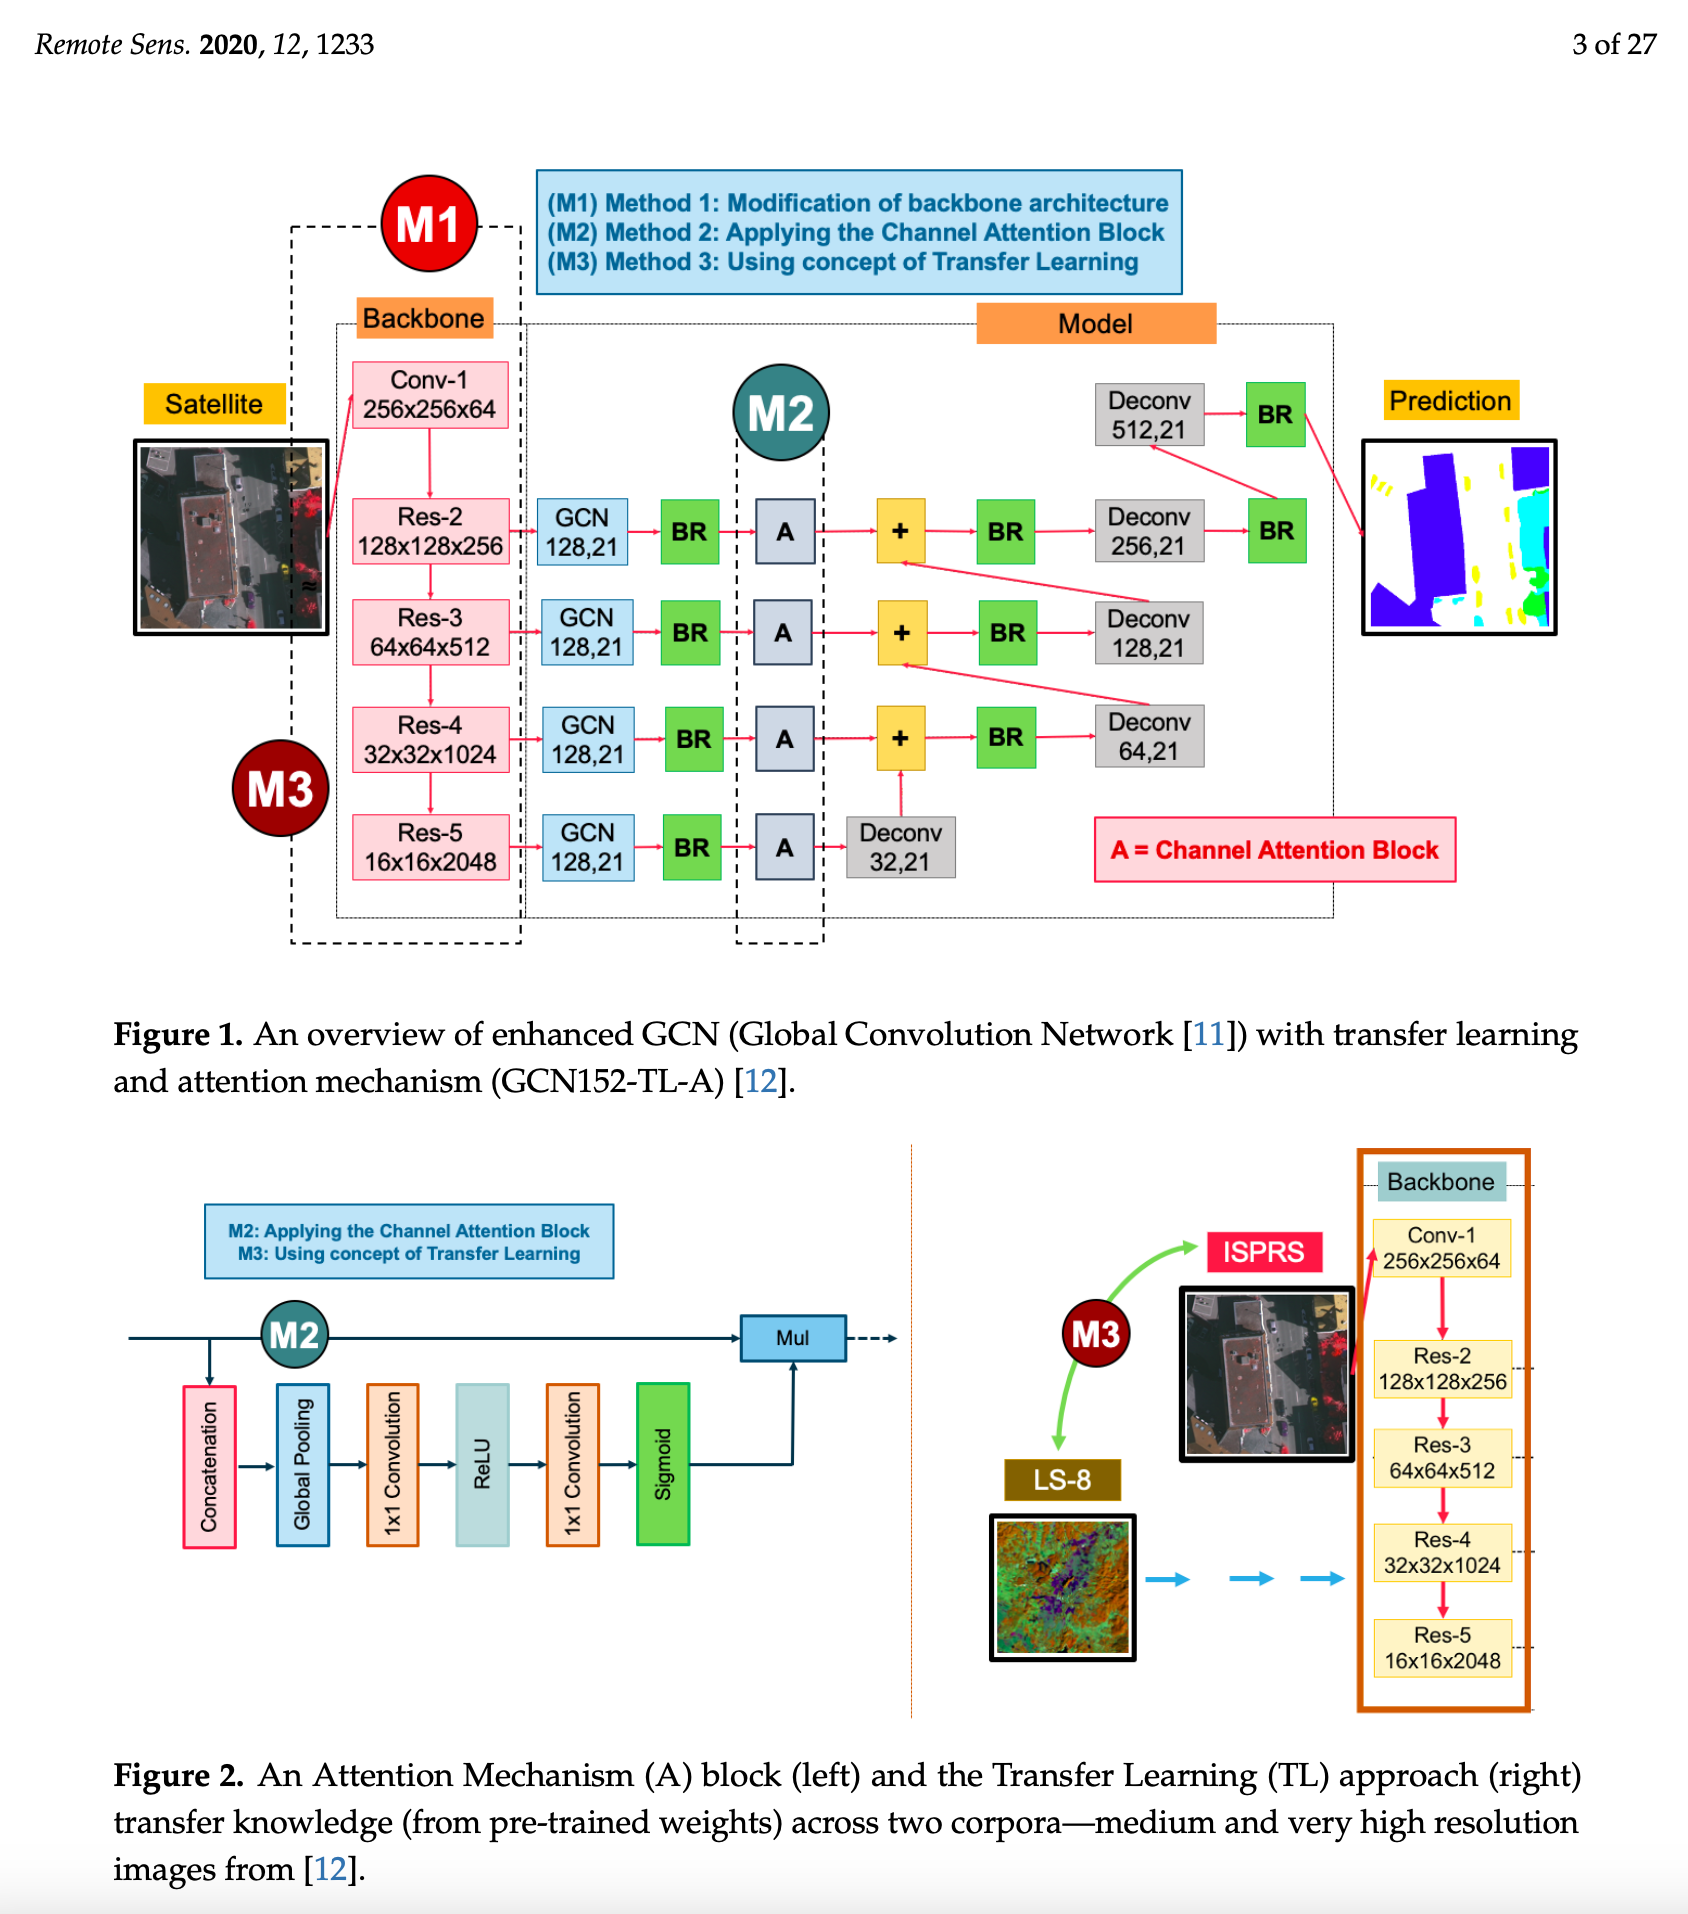 Remote Sens. 2020, 12, 1233
3 of 27
M1
(M1) Method 1: Modification of backbone architecture
(M2) Method 2: Applying the Channel Attention Block
(M3) Method 3: Using concept of Transfer Learning
Backbone
Model
Satellite
Conv-1
256x256x64
M2
Deconv
512,21
BR
Prediction
Res-2
128x128x256
GCN
128,21
BR
A
+
BR
Deconv
256,21
BR
Res-3
64x64x512
GCN
128,21
BR
A
+
BR
Deconv
128,21
M3
Res-4
32x32x1024
GCN
128,21
BR
A
+
BR
Deconv
64,21
Res-5
16x16x2048
GCN
128,21
BR
A
Deconv
32,21
A = Channel Attention Block
Figure 1. An overview of enhanced GCN (Global Convolution Network [11]) with transfer learning
and attention mechanism (GCN152-TL-A) [12].
M2: Applying the Channel Attention Block
M3: Using concept of Transfer Learning
M2
Mul
Concatenation
Global Pooling
1x1 Convolution
ReLU
1x1 Convolution
Sigmoid
M3
ISPRS
LS-8
Backbone
Conv-1
256x256x64
Res-2
128x128x256
Res-3
64x64x512
Res-4
32x32x1024
Res-5
16x16x2048
Figure 2. An Attention Mechanism (A) block (left) and the Transfer Learning (TL) approach (right)
transfer knowledge (from pre-trained weights) across two corpora—medium and very high resolution
images from [12].